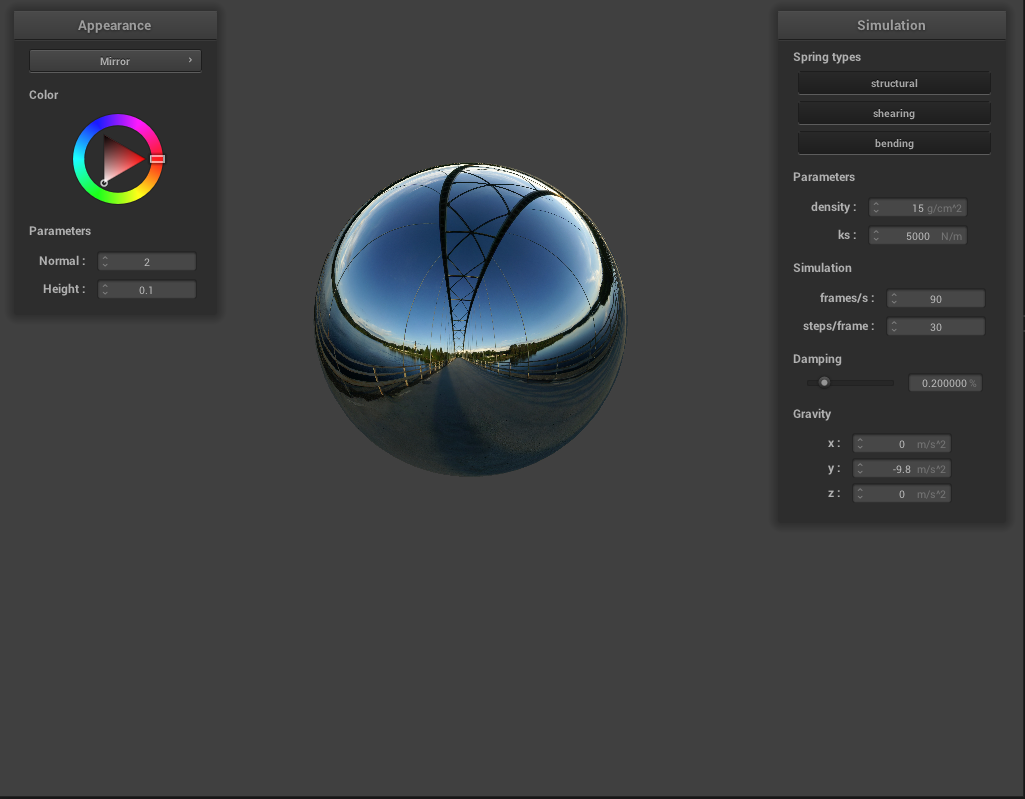 Appearance
Mirror
Color
Parameters
Normal : 2
Height : 0.1
Simulation
Spring types
structural
shearing
bending
Parameters
density : 15 g/cm^2
ks : 5000 N/m
Simulation
frames/s : 90
steps/frame : 30
Damping
0.200000 %
Gravity
x : 0 m/s^2
y : -9.8 m/s^2
z : 0 m/s^2